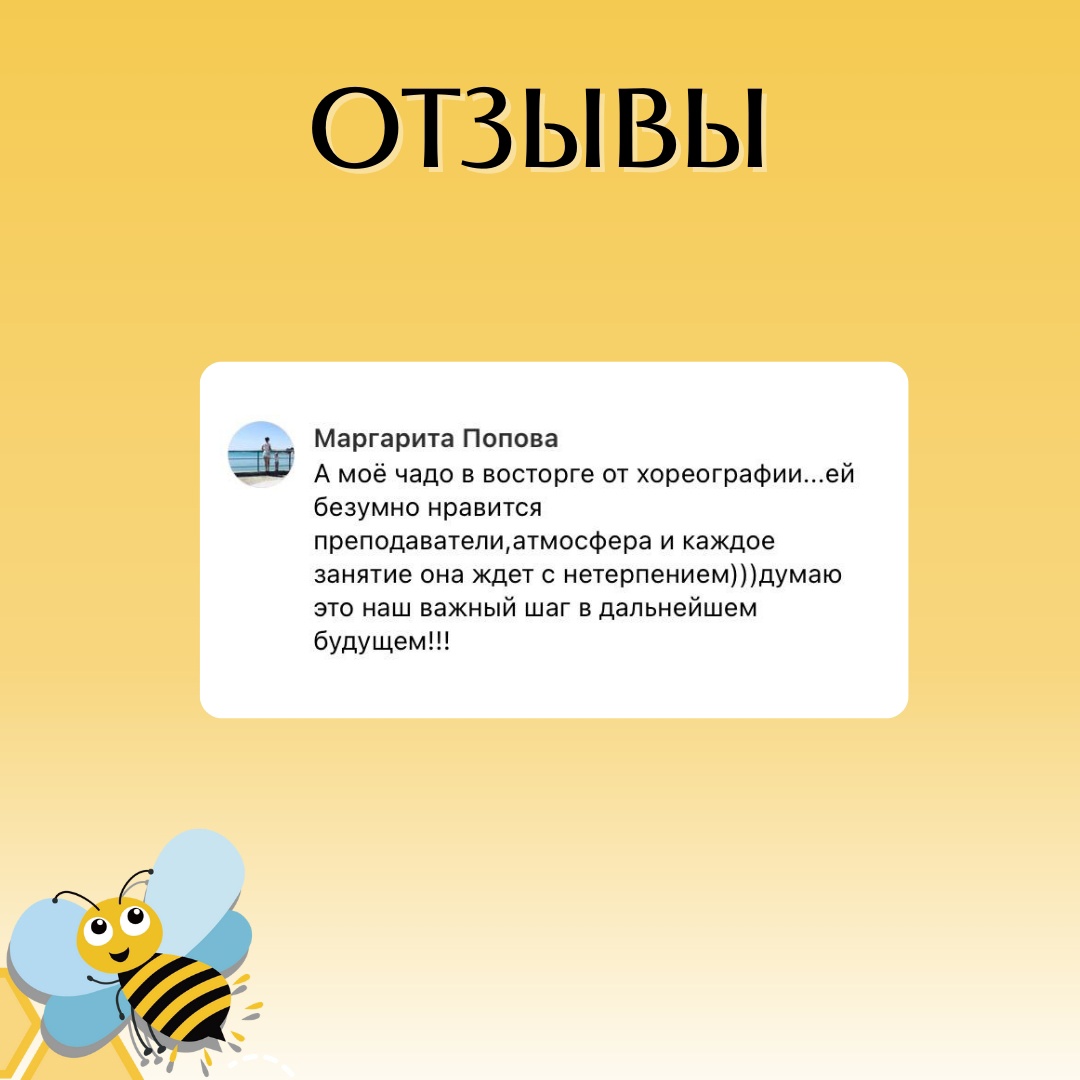 ОТЗЫВЫ
Маргарита Попова
А моё чадо в восторге от хореографии...ей
безумно нравится
преподаватели,атмосфера и каждое
занятие она ждет с нетерпением)))думаю
это наш важный шаг в дальнейшем
будущем!!!